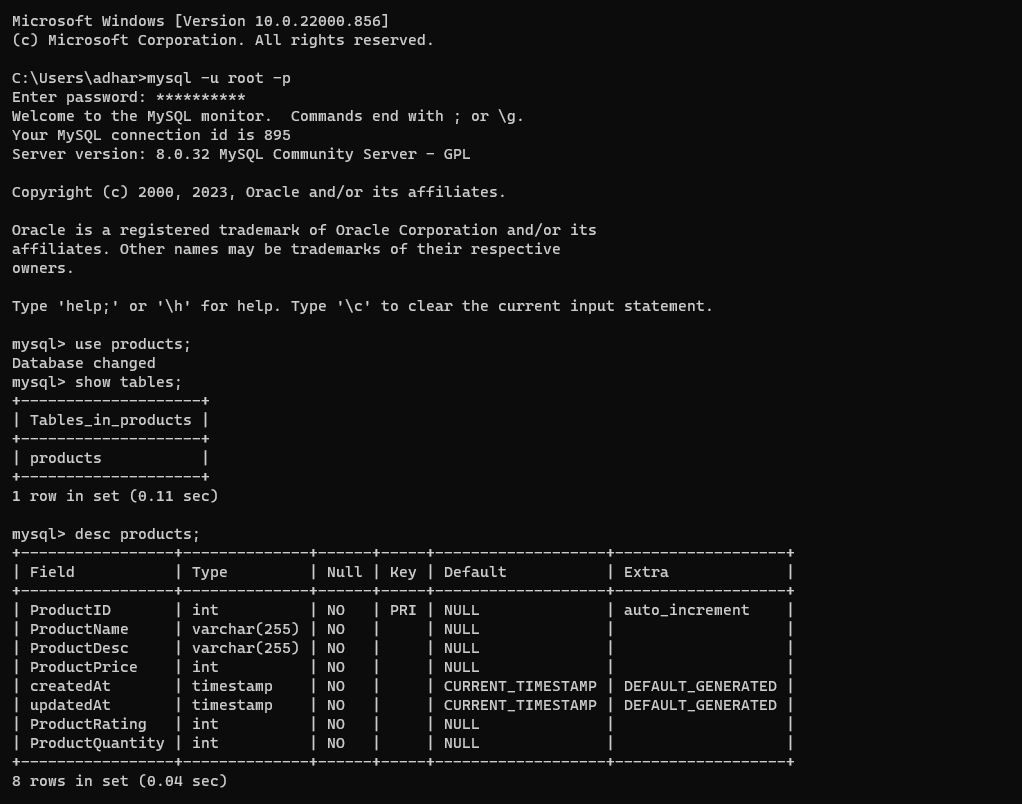 Microsoft Windows [Version 10.0.22000.856]
(c) Microsoft Corporation. All rights reserved.
C:\Users\adhar>mysql -u root -p
Enter password: **********
Welcome to the MySQL monitor.  Commands end with ; or \g.
Your MySQL connection id is 895
Server version: 8.0.32 MySQL Community Server - GPL
Copyright (c) 2000, 2023, Oracle and/or its affiliates.
Oracle is a registered trademark of Oracle Corporation and/or its
affiliates. Other names may be trademarks of their respective
owners.
Type 'help;' or '\h' for help. Type '\c' to clear the current input statement.
mysql> use products;
Database changed
mysql> show tables;
+--------------------+
| Tables_in_products |
+--------------------+
| products           |
+--------------------+
1 row in set (0.11 sec)
mysql> desc products;
+-----------------+--------------+------+-----+-------------------+-------------------+
| Field           | Type         | Null | Key | Default           | Extra             |
+-----------------+--------------+------+-----+-------------------+-------------------+
| ProductID       | int          | NO   | PRI | NULL              | auto_increment    |
| ProductName     | varchar(255) | NO   |     | NULL              |                   |
| ProductDesc     | varchar(255) | NO   |     | NULL              |                   |
| ProductPrice    | int          | NO   |     | NULL              |                   |
| createdAt       | timestamp    | NO   |     | CURRENT_TIMESTAMP | DEFAULT_GENERATED |
| updatedAt       | timestamp    | NO   |     | CURRENT_TIMESTAMP | DEFAULT_GENERATED |
| ProductRating   | int          | NO   |     | NULL              |                   |
| ProductQuantity | int          | NO   |     | NULL              |                   |
+-----------------+--------------+------+-----+-------------------+-------------------+
8 rows in set (0.04 sec)